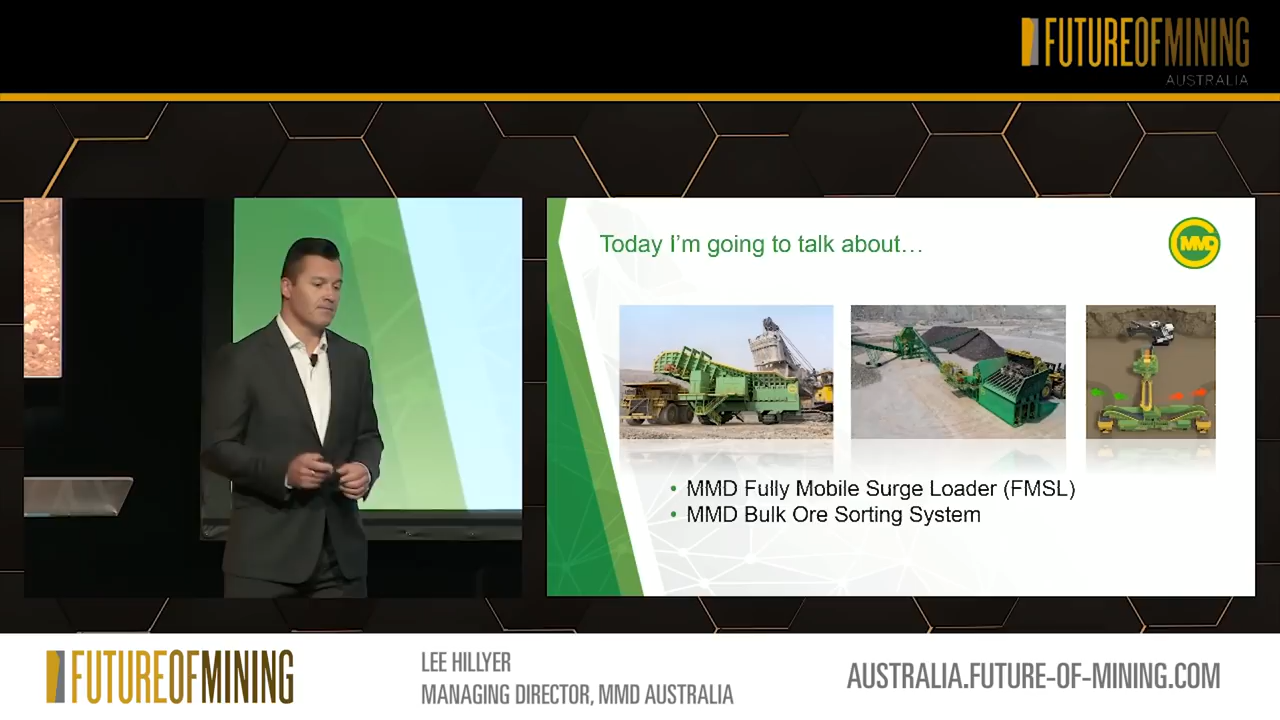 FUTUREOFMINING
AUSTRALIA
Today I'm going to talk about…
MMD
• MMD Fully Mobile Surge Loader (FMSL)
• MMD Bulk Ore Sorting System
FUTUREOFMINING
LEE HILLYER
MANAGING DIRECTOR, MMD AUSTRALIA
AUSTRALIA.FUTURE-OF-MINING.COM